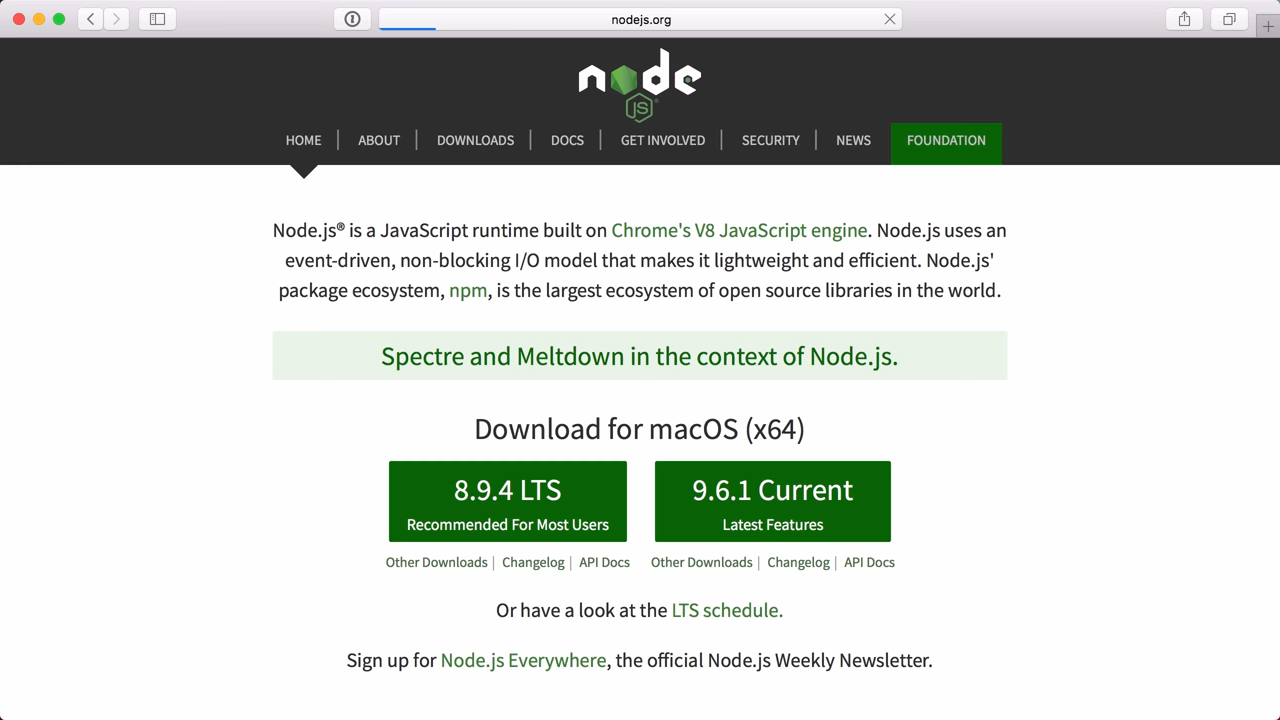 nodejs.org
node
JS
HOME | ABOUT | DOWNLOADS | DOCS | GET INVOLVED | SECURITY | NEWS FOUNDATION
Node.js® is a JavaScript runtime built on Chrome's V8 JavaScript engine. Node.js uses an
event-driven, non-blocking I/O model that makes it lightweight and efficient. Node.js'
package ecosystem, npm, is the largest ecosystem of open source libraries in the world.
Spectre and Meltdown in the context of Node.js.
Download for macOS (x64)
8.9.4 LTS
Recommended For Most Users
9.6.1 Current
Latest Features
Other Downloads | Changelog | API Docs
Other Downloads | Changelog | API Docs
Or have a look at the LTS schedule.
Sign up for Node.js Everywhere, the official Node.js Weekly Newsletter.